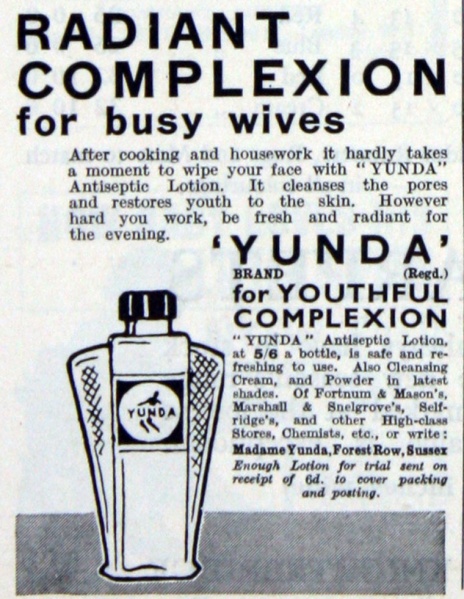 RADIANT
COMPLEXION
for busy wives
After cooking and housework it hardly takes
a moment to wipe your face with "YUNDA"
Antiseptic Lotion. It cleanses the pores
and restores youth to the skin. However
hard you work, be fresh and radiant for
the evening.
'YUNDA'
BRAND (Regd.)
for YOUTHFUL
COMPLEXION
"YUNDA" Antiseptic Lotion,
at 5/6 a bottle, is safe and re-
freshing to use. Also Cleansing
Cream, and Powder in latest
shades. Of Fortnum & Mason's,
Marshall & Snelgrove's, Self-
ridge's, and other High-class
Stores, Chemists, etc., or write:
Madame Yunda, Forest Row, Sussex
Enough Lotion for trial sent on
receipt of 6d. to cover packing
and posting.
YUNDA